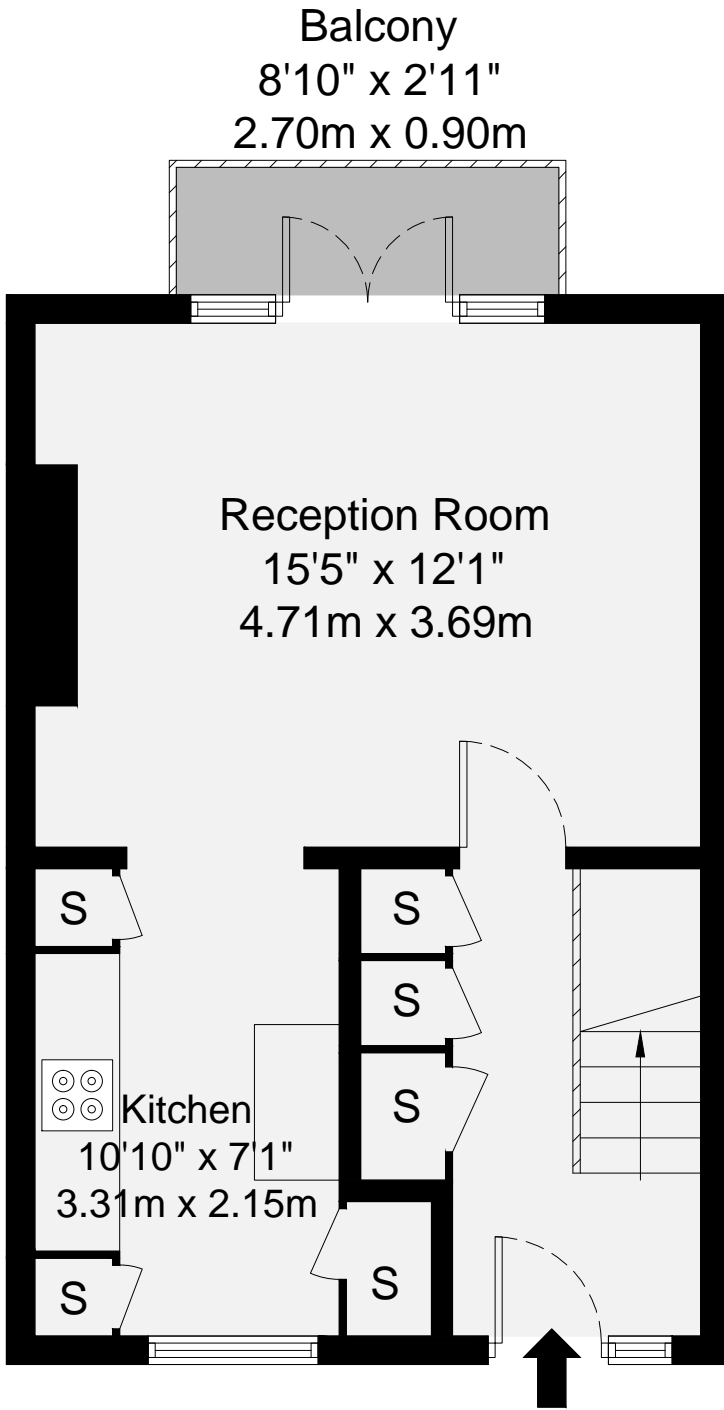 Balcony
8'10" x 2'11"
2.70m x 0.90m
Reception Room
15'5" x 12'1"
4.71m x 3.69m
S
S
S
S
Kitchen
10'10" x 7'1"
3.31m x 2.15m
S
S